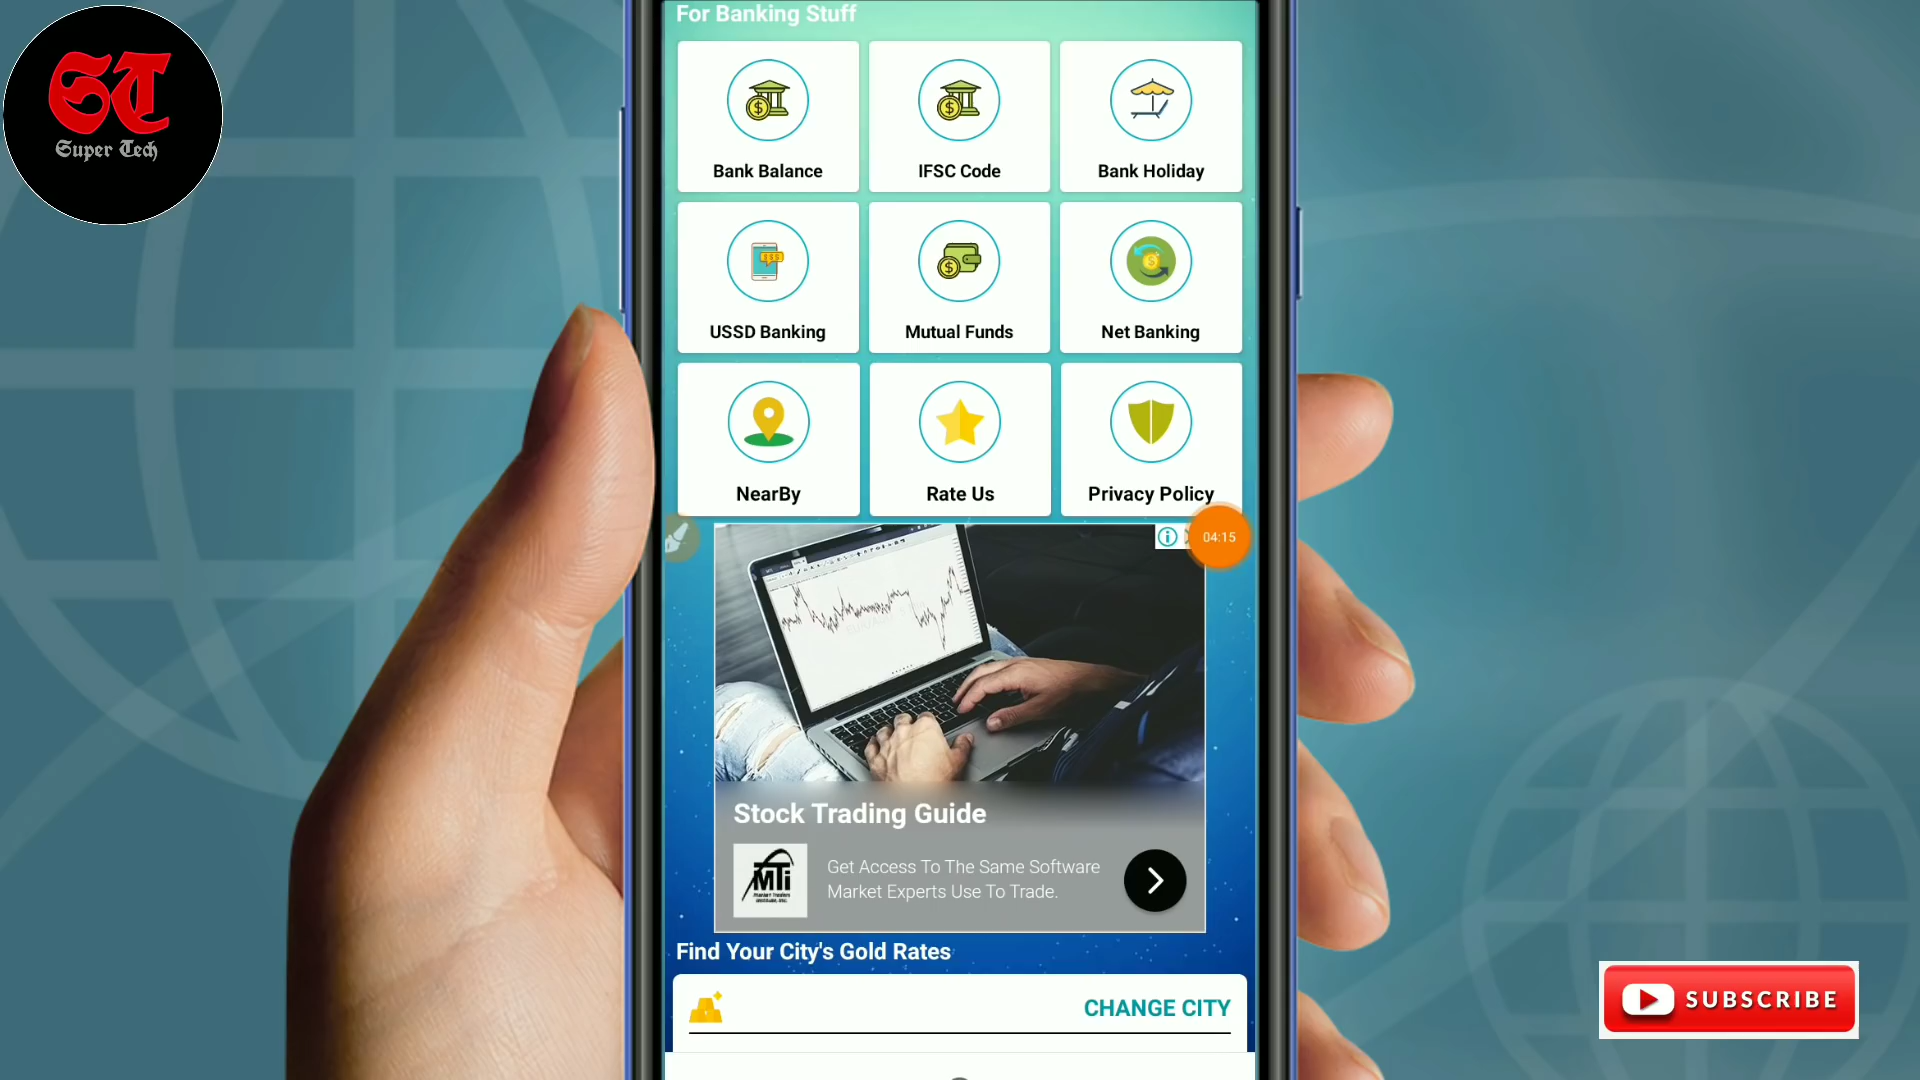 For Banking Stuff
ST
Super Tech
Bank Balance
IFSC Code
Bank Holiday
USSD Banking
Mutual Funds
Net Banking
NearBy
Rate Us
Privacy Policy
04:15
Stock Trading Guide
MTi
Get Access To The Same Software
Market Experts Use To Trade.
Find Your City's Gold Rates
CHANGE CITY
SUBSCRIBE